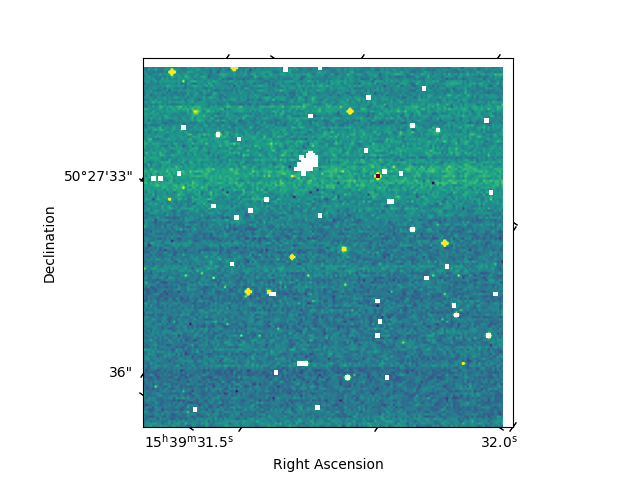 Declination
50°27'33"
36"
15ʰ39ᵐ31.5ˢ
32.0ˢ
Right Ascension